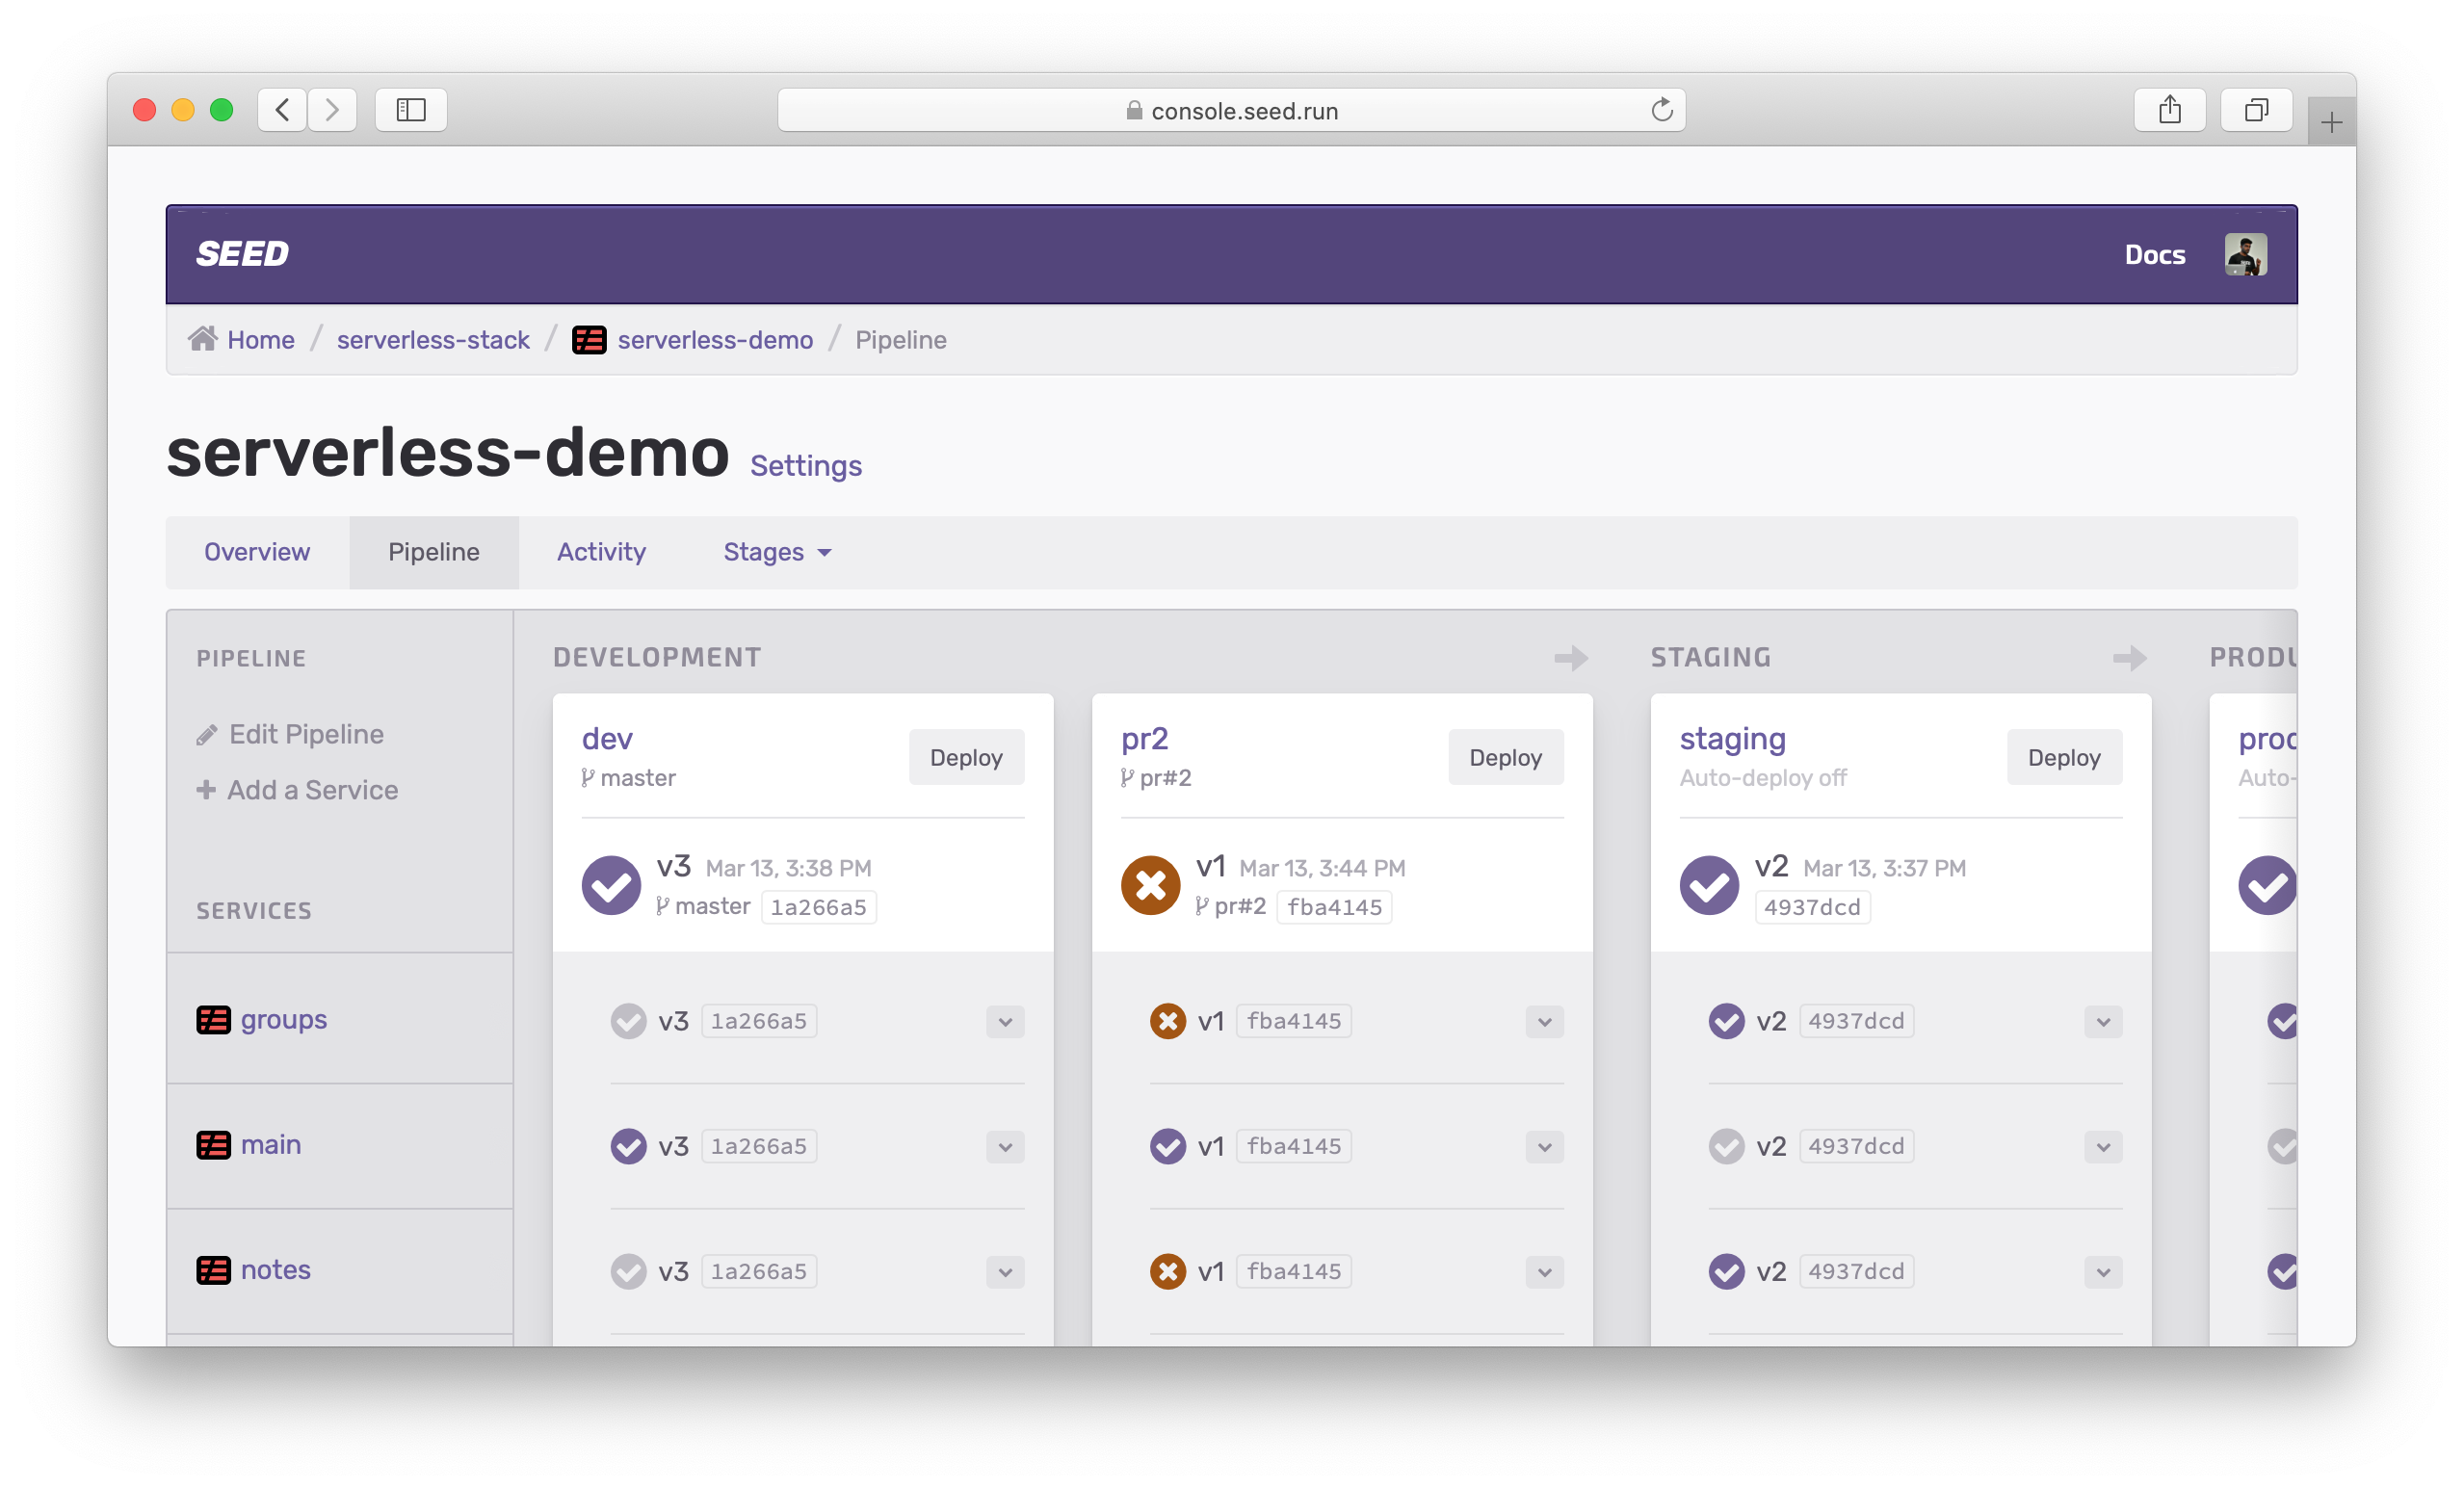 console.seed.run
SEED
Docs
Home / serverless-stack / serverless-demo / Pipeline
serverless-demo Settings
Overview Pipeline Activity Stages
PIPELINE
Edit Pipeline
Add a Service
SERVICES
groups
main
notes
DEVELOPMENT
dev
master
Deploy
v3 Mar 13, 3:38 PM
master 1a266a5
v3 1a266a5
v3 1a266a5
v3 1a266a5
pr2
pr#2
Deploy
v1 Mar 13, 3:44 PM
pr#2 fba4145
v1 fba4145
v1 fba4145
v1 fba4145
STAGING
staging
Auto-deploy off
Deploy
v2 Mar 13, 3:37 PM
4937dcd
v2 4937dcd
v2 4937dcd
v2 4937dcd
PRODU
prod
Auto-